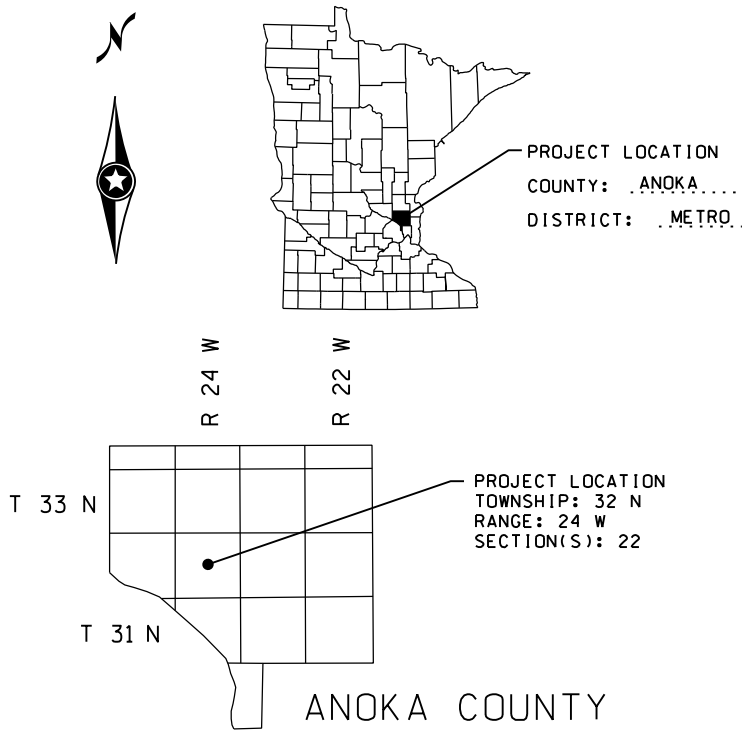 N
PROJECT LOCATION
COUNTY: ANOKA
DISTRICT: METRO
R 24 W
R 22 W
T 33 N
PROJECT LOCATION
TOWNSHIP: 32 N
RANGE: 24 W
SECTION(S): 22
T 31 N
ANOKA COUNTY